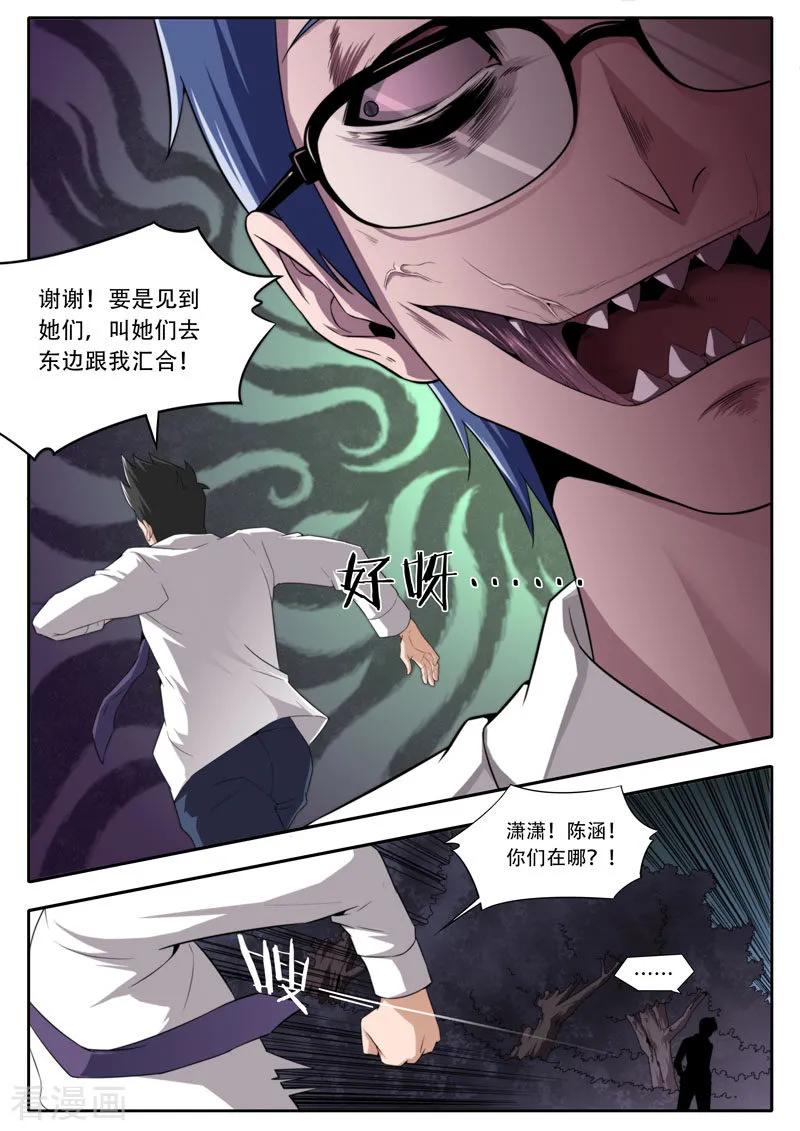 谢谢！要是见到
她们，叫她们去
东边跟我汇合！
好呀......
潇潇！陈涵！
你们在哪？！
......
嗖
看漫画